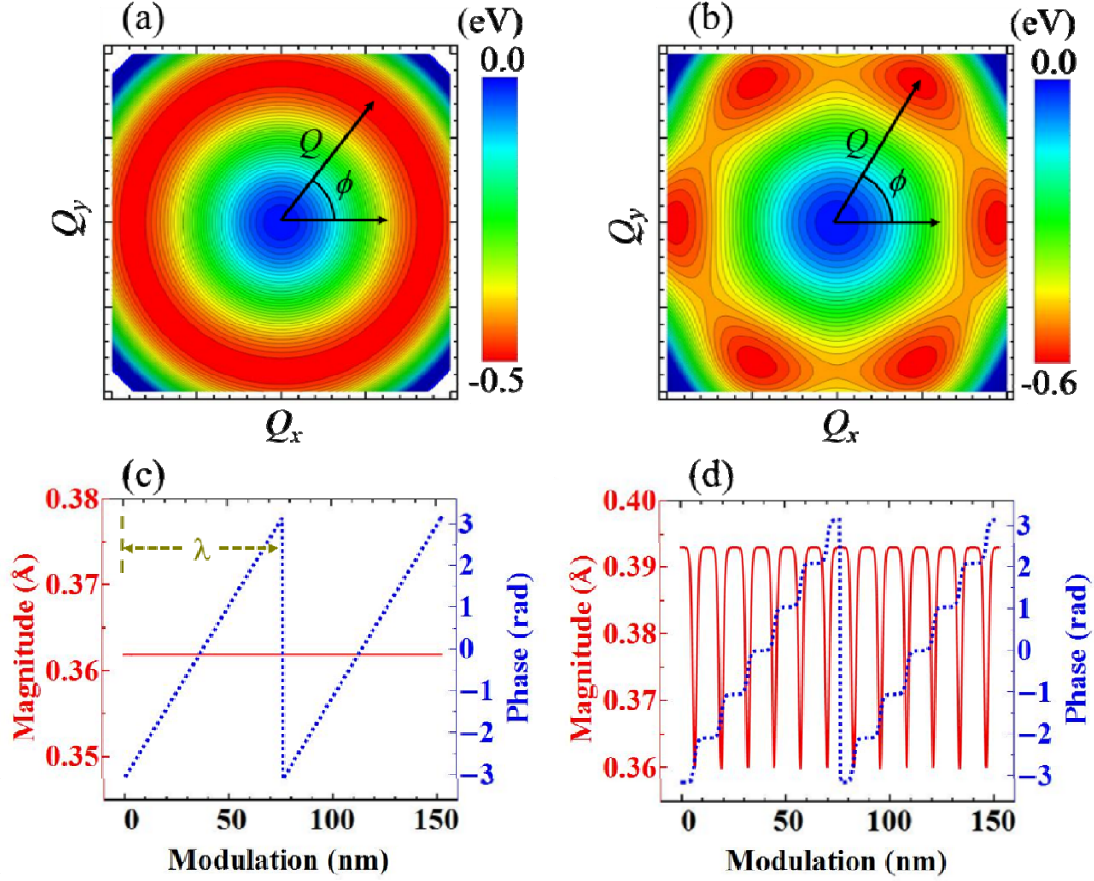 (a) (eV) (b) (eV)
0.0 0.0
Q Q
ϕ ϕ
Qy Qy
-0.5 -0.6
Qx Qx
(c) (d)
0.38 0.40
3 3
λ
2 2
0.37 0.39
1 1
Magnitude (Å) Phase (rad) Magnitude (Å) Phase (rad)
0 0.38 0
0.36
−1 −1
0.37
−2 −2
0.35
−3 0.36 −3
0 50 100 150 0 50 100 150
Modulation (nm) Modulation (nm)